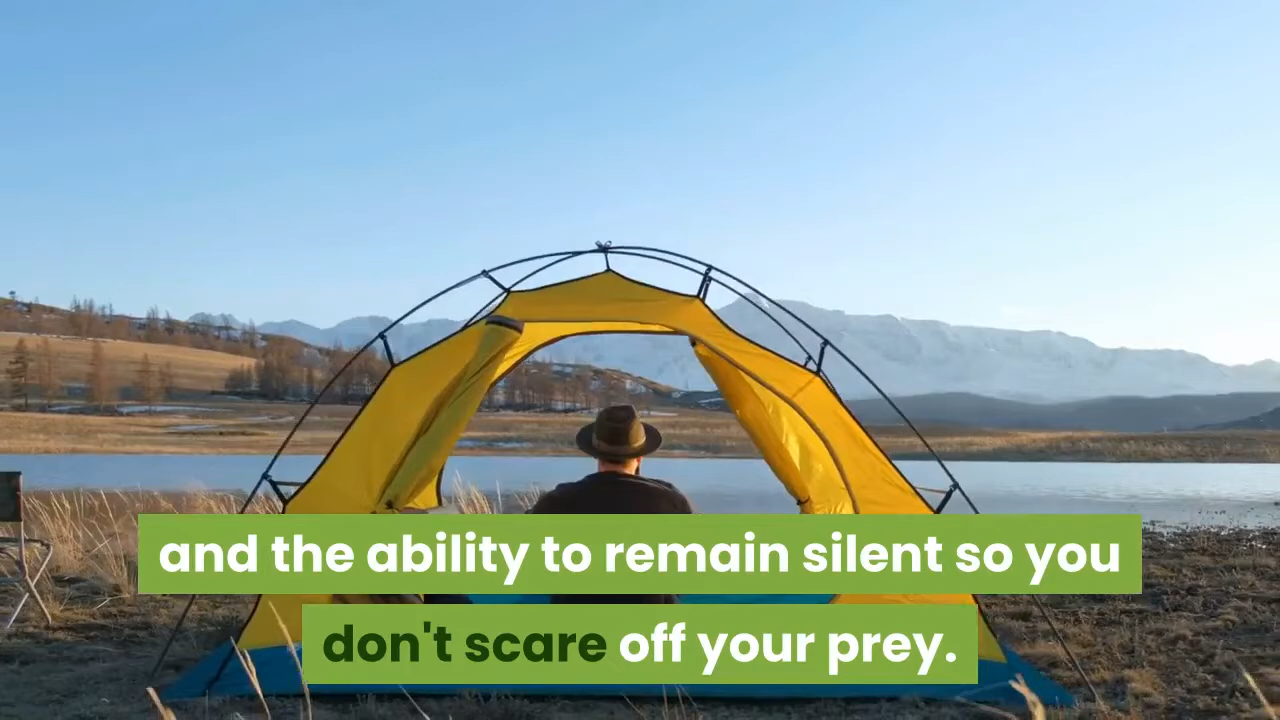 and the ability to remain silent so you
don't scare off your prey.